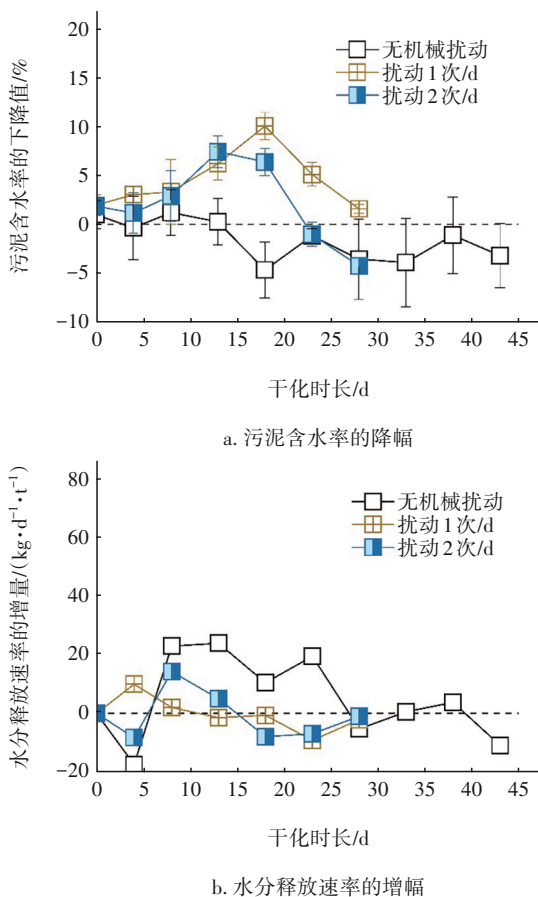 20
15
10
5
0
−5
−10
污泥含水率的下降值/%
无机械扰动
扰动1次/d
扰动2次/d
0 5 10 15 20 25 30 35 40 45
干化时长/d
a. 污泥含水率的降幅
80
60
40
20
0
−20
水分释放速率的增量/(kg·d⁻¹·t⁻¹)
无机械扰动
扰动1次/d
扰动2次/d
0 5 10 15 20 25 30 35 40 45
干化时长/d
b. 水分释放速率的增幅